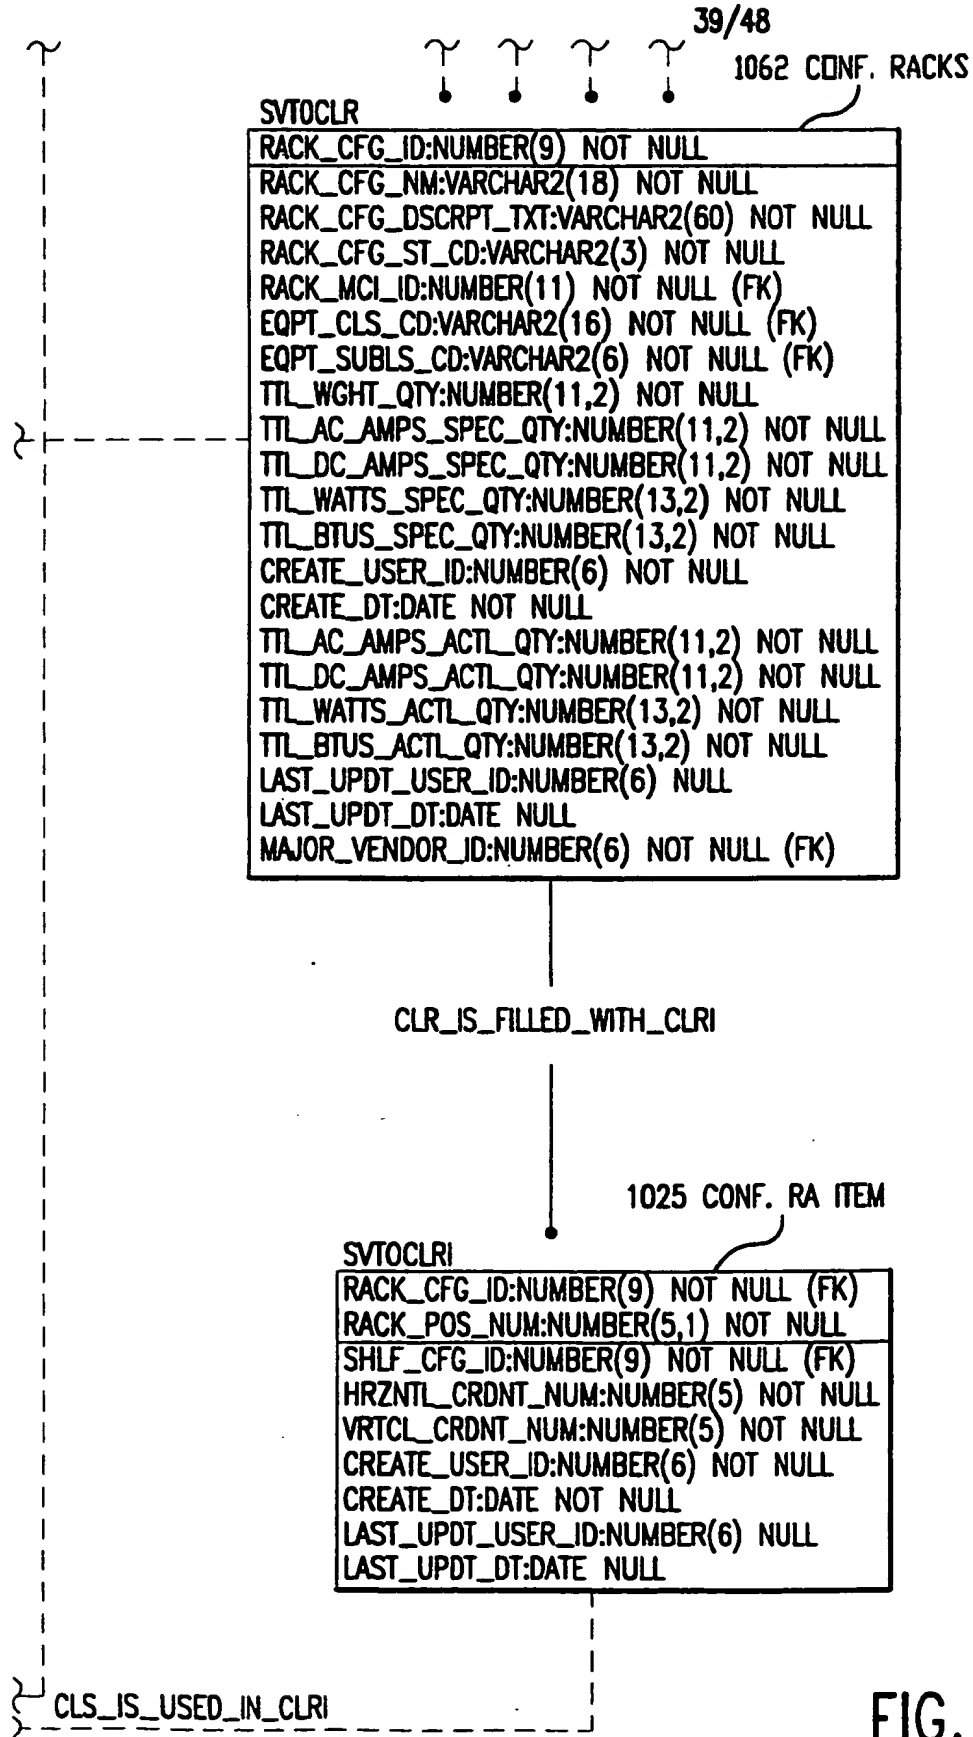 39/48
1062 CONF. RACKS
SVTOCLR
RACK_CFG_ID:NUMBER(9) NOT NULL
RACK_CFG_NM:VARCHAR2(18) NOT NULL
RACK_CFG_DSCRPT_TXT:VARCHAR2(60) NOT NULL
RACK_CFG_ST_CD:VARCHAR2(3) NOT NULL
RACK_MCI_ID:NUMBER(11) NOT NULL (FK)
EQPT_CLS_CD:VARCHAR2(16) NOT NULL (FK)
EQPT_SUBLS_CD:VARCHAR2(6) NOT NULL (FK)
TTL_WGHT_QTY:NUMBER(11,2) NOT NULL
TTL_AC_AMPS_SPEC_QTY:NUMBER(11,2) NOT NULL
TTL_DC_AMPS_SPEC_QTY:NUMBER(11,2) NOT NULL
TTL_WATTS_SPEC_QTY:NUMBER(13,2) NOT NULL
TTL_BTUS_SPEC_QTY:NUMBER(13,2) NOT NULL
CREATE_USER_ID:NUMBER(6) NOT NULL
CREATE_DT:DATE NOT NULL
TTL_AC_AMPS_ACTL_QTY:NUMBER(11,2) NOT NULL
TTL_DC_AMPS_ACTL_QTY:NUMBER(11,2) NOT NULL
TTL_WATTS_ACTL_QTY:NUMBER(13,2) NOT NULL
TTL_BTUS_ACTL_QTY:NUMBER(13,2) NOT NULL
LAST_UPDT_USER_ID:NUMBER(6) NULL
LAST_UPDT_DT:DATE NULL
MAJOR_VENDOR_ID:NUMBER(6) NOT NULL (FK)
CLR_IS_FILLED_WITH_CLRI
1025 CONF. RA ITEM
SVTOCLRI
RACK_CFG_ID:NUMBER(9) NOT NULL (FK)
RACK_POS_NUM:NUMBER(5,1) NOT NULL
SHLF_CFG_ID:NUMBER(9) NOT NULL (FK)
HRZNTL_CRDNT_NUM:NUMBER(5) NOT NULL
VRTCL_CRDNT_NUM:NUMBER(5) NOT NULL
CREATE_USER_ID:NUMBER(6) NOT NULL
CREATE_DT:DATE NOT NULL
LAST_UPDT_USER_ID:NUMBER(6) NULL
LAST_UPDT_DT:DATE NULL
CLS_IS_USED_IN_CLRI
FIG.